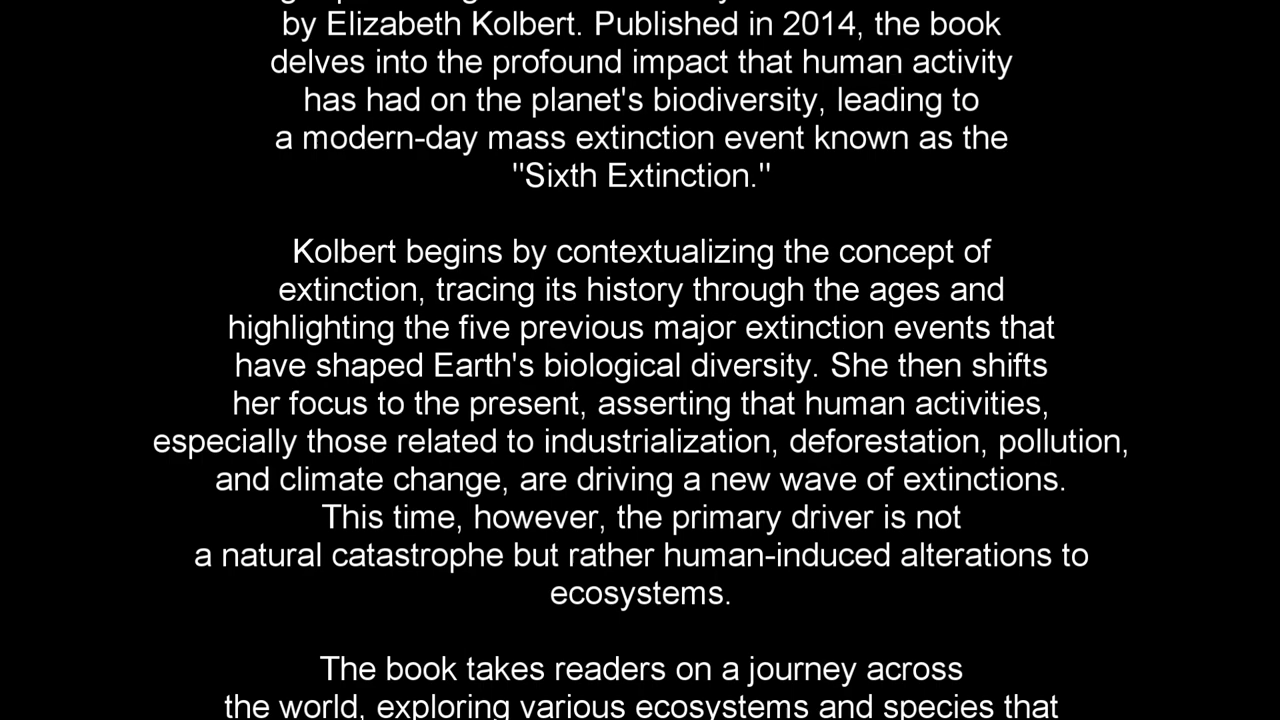 by Elizabeth Kolbert. Published in 2014, the book
delves into the profound impact that human activity
has had on the planet's biodiversity, leading to
a modern-day mass extinction event known as the
"Sixth Extinction."
Kolbert begins by contextualizing the concept of
extinction, tracing its history through the ages and
highlighting the five previous major extinction events that
have shaped Earth's biological diversity. She then shifts
her focus to the present, asserting that human activities,
especially those related to industrialization, deforestation, pollution,
and climate change, are driving a new wave of extinctions.
This time, however, the primary driver is not
a natural catastrophe but rather human-induced alterations to
ecosystems.
The book takes readers on a journey across
the world, exploring various ecosystems and species that